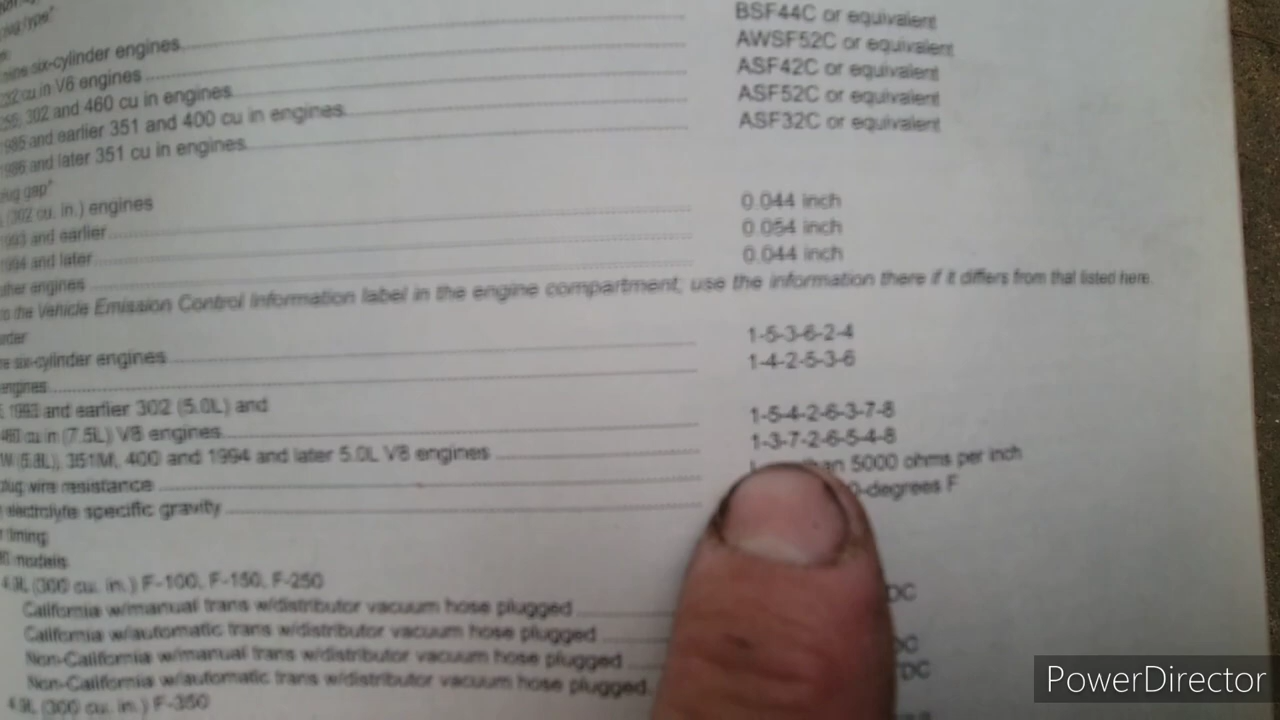 six-cylinder engines BSF44C or equivalent
in V6 engines AWSF52C or equivalent
302 and 460 cu in engines ASF42C or equivalent
and earlier 351 and 400 cu in engines ASF52C or equivalent
and later 351 cu in engines ASF32C or equivalent
gap*
(302 cu. in.) engines
and earlier 0.044 inch
and later 0.054 inch
engines 0.044 inch
the Vehicle Emission Control Information label in the engine compartment; use the information there if it differs from that listed here.
six-cylinder engines 1-5-3-6-2-4
engines 1-4-2-5-3-6
1993 and earlier 302 (5.0L) and
460 cu in (7.5L) V8 engines 1-5-4-2-6-3-7-8
(5.8L), 351M, 400 and 1994 and later 5.0L V8 engines 1-3-7-2-6-5-4-8
plug wire resistance 5000 ohms per inch
electrolyte specific gravity 0-degrees F
timing
models
4.9L (300 cu. in.) F-100, F-150, F-250
California w/manual trans w/distributor vacuum hose plugged DC
California w/automatic trans w/distributor vacuum hose plugged
Non-California w/manual trans w/distributor vacuum hose plugged DC
Non-California w/automatic trans w/distributor vacuum hose plugged TDC
4.9L (300 cu. in.) F-350
PowerDirector